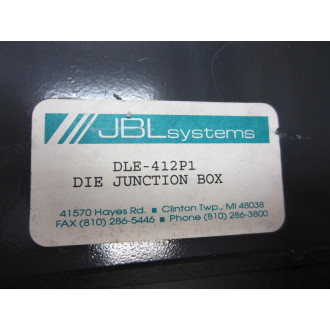 JBLsystems
DLE-412P1
DIE JUNCTION BOX
41570 Hayes Rd. ■ Clinton Twp., MI 48038
FAX (810) 286-5446 ■ Phone (810) 286-3800